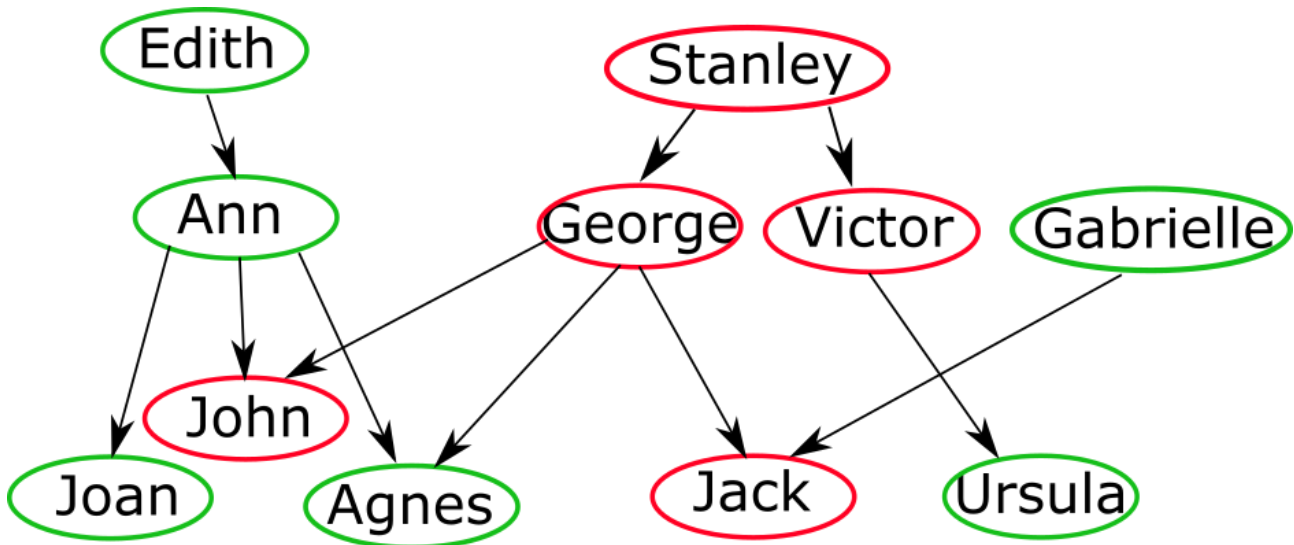 Edith
Stanley
Ann
George
Victor
Gabrielle
John
Joan
Agnes
Jack
Ursula